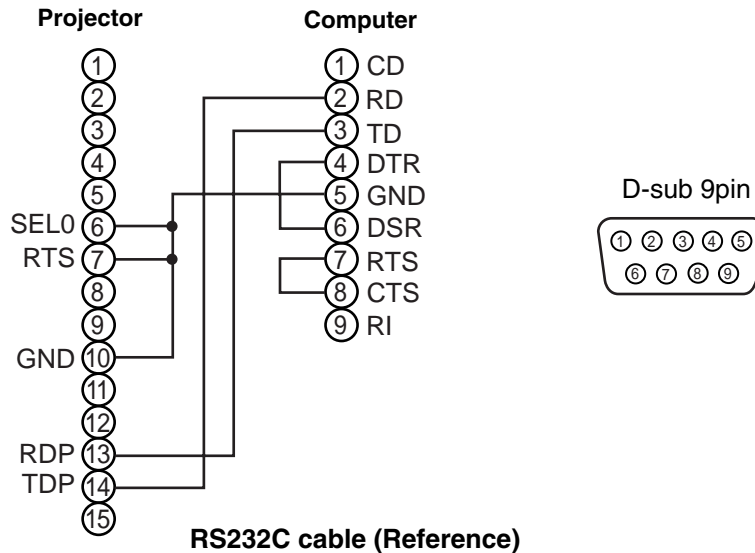 Projector
1
2
3
4
5
SEL0 6
RTS 7
8
9
GND 10
11
12
RDP 13
TDP 14
15
Computer
1 CD
2 RD
3 TD
4 DTR
5 GND
6 DSR
7 RTS
8 CTS
9 RI
D-sub 9pin
1 2 3 4 5
6 7 8 9
RS232C cable (Reference)